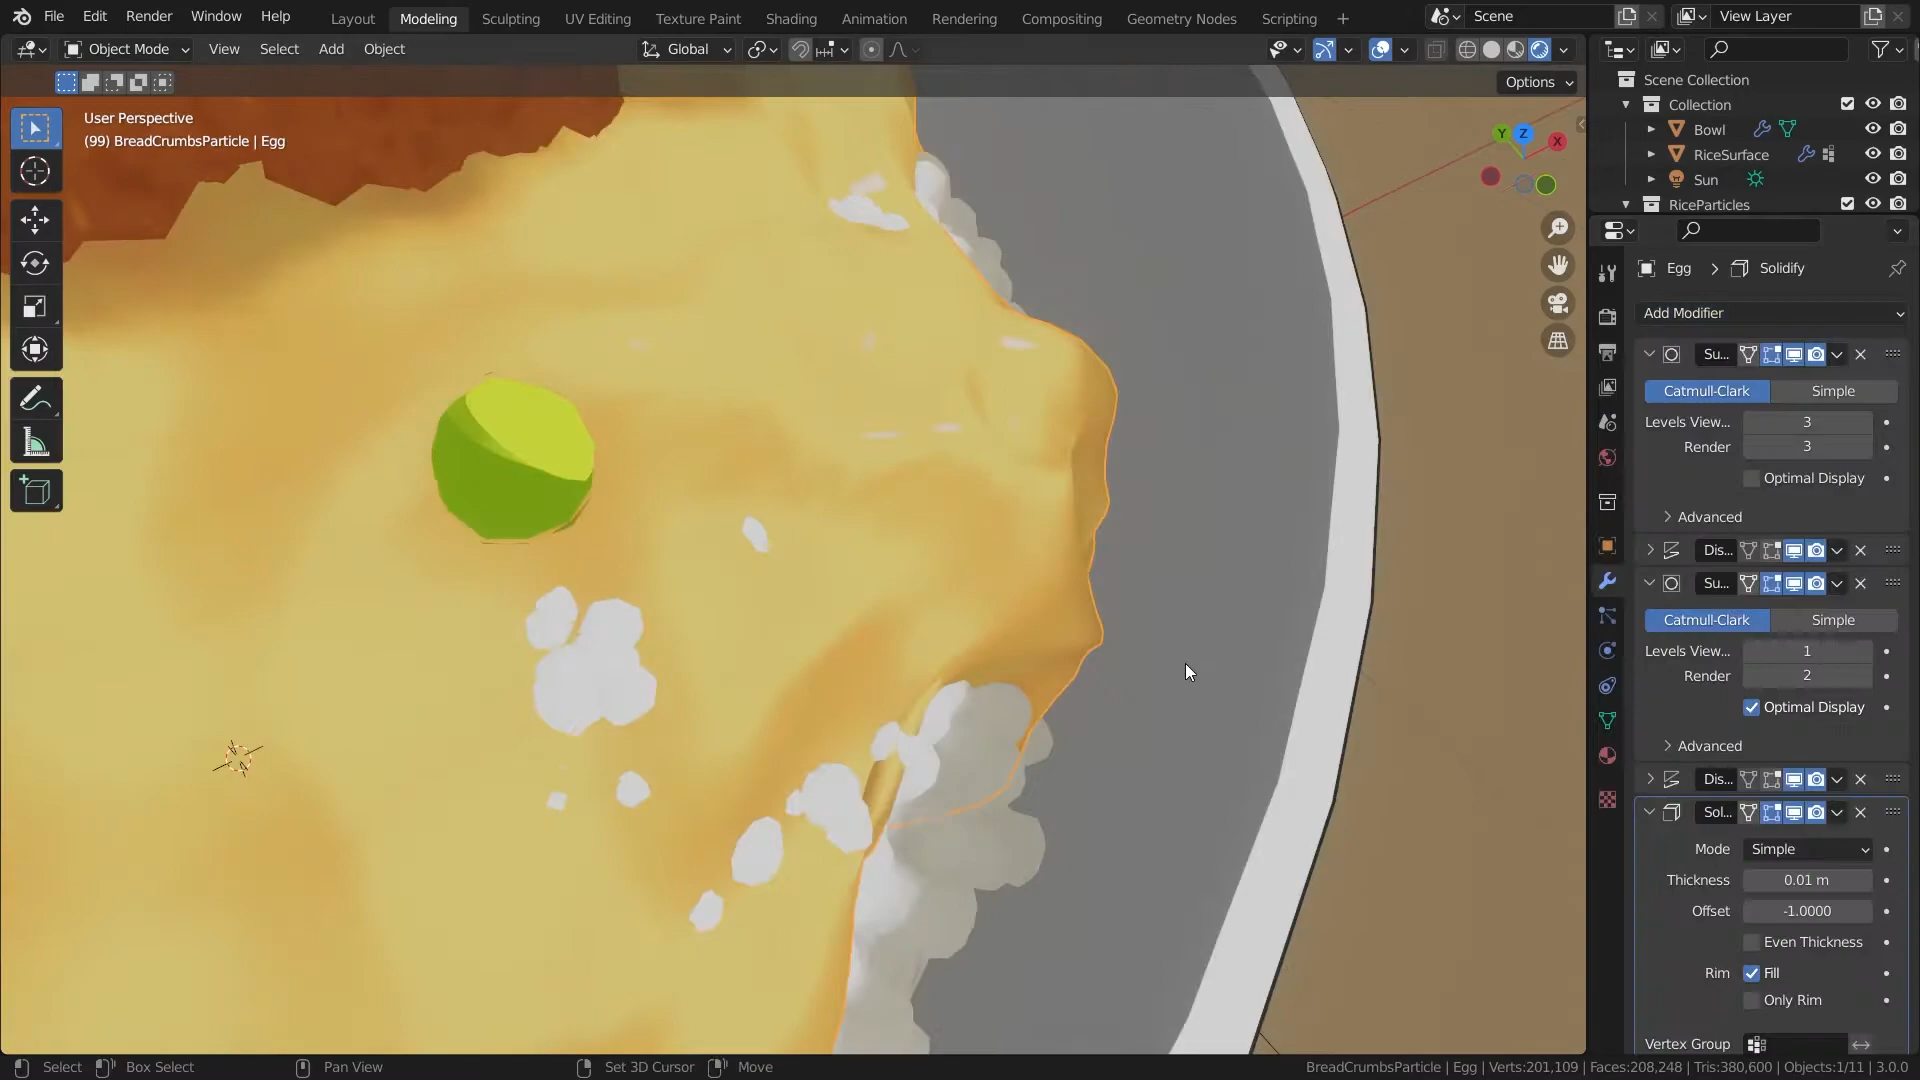 File Edit Render Window Help
Layout Modeling Sculpting UV Editing Texture Paint Shading Animation Rendering Compositing Geometry Nodes Scripting +
Scene
View Layer
Object Mode View Select Add Object
Global
Options
User Perspective
(99) BreadCrumbsParticle | Egg
Y Z X
Scene Collection
Collection
Bowl
RiceSurface
Sun
RiceParticles
Egg > Solidify
Add Modifier
Su...
Catmull-Clark Simple
Levels View... 3
Render 3
Optimal Display
Advanced
Dis...
Su...
Catmull-Clark Simple
Levels View... 1
Render 2
Optimal Display
Advanced
Dis...
Sol...
Mode Simple
Thickness 0.01 m
Offset -1.0000
Even Thickness
Rim Fill
Only Rim
Vertex Group
Select Box Select Pan View Set 3D Cursor Move
BreadCrumbsParticle | Egg | Verts:201,109 | Faces:208,248 | Tris:380,600 | Objects:1/11 | 3.0.0